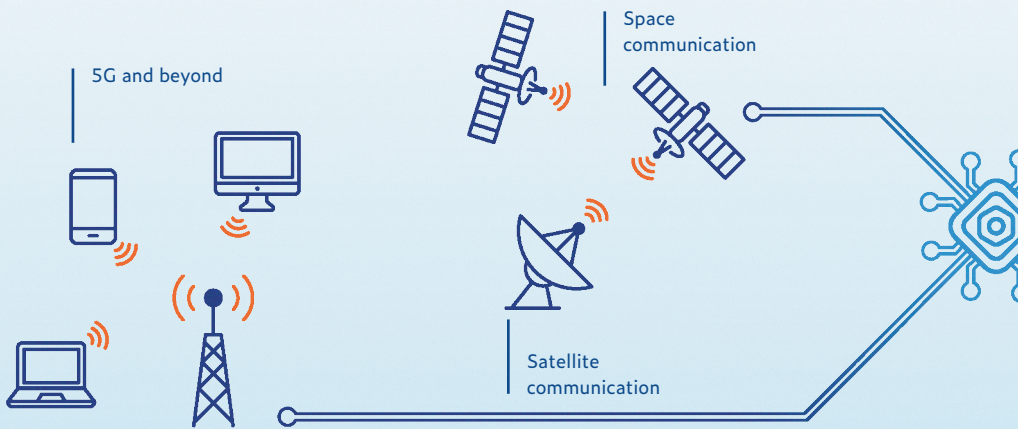 Space
communication
5G and beyond
Satellite
communication